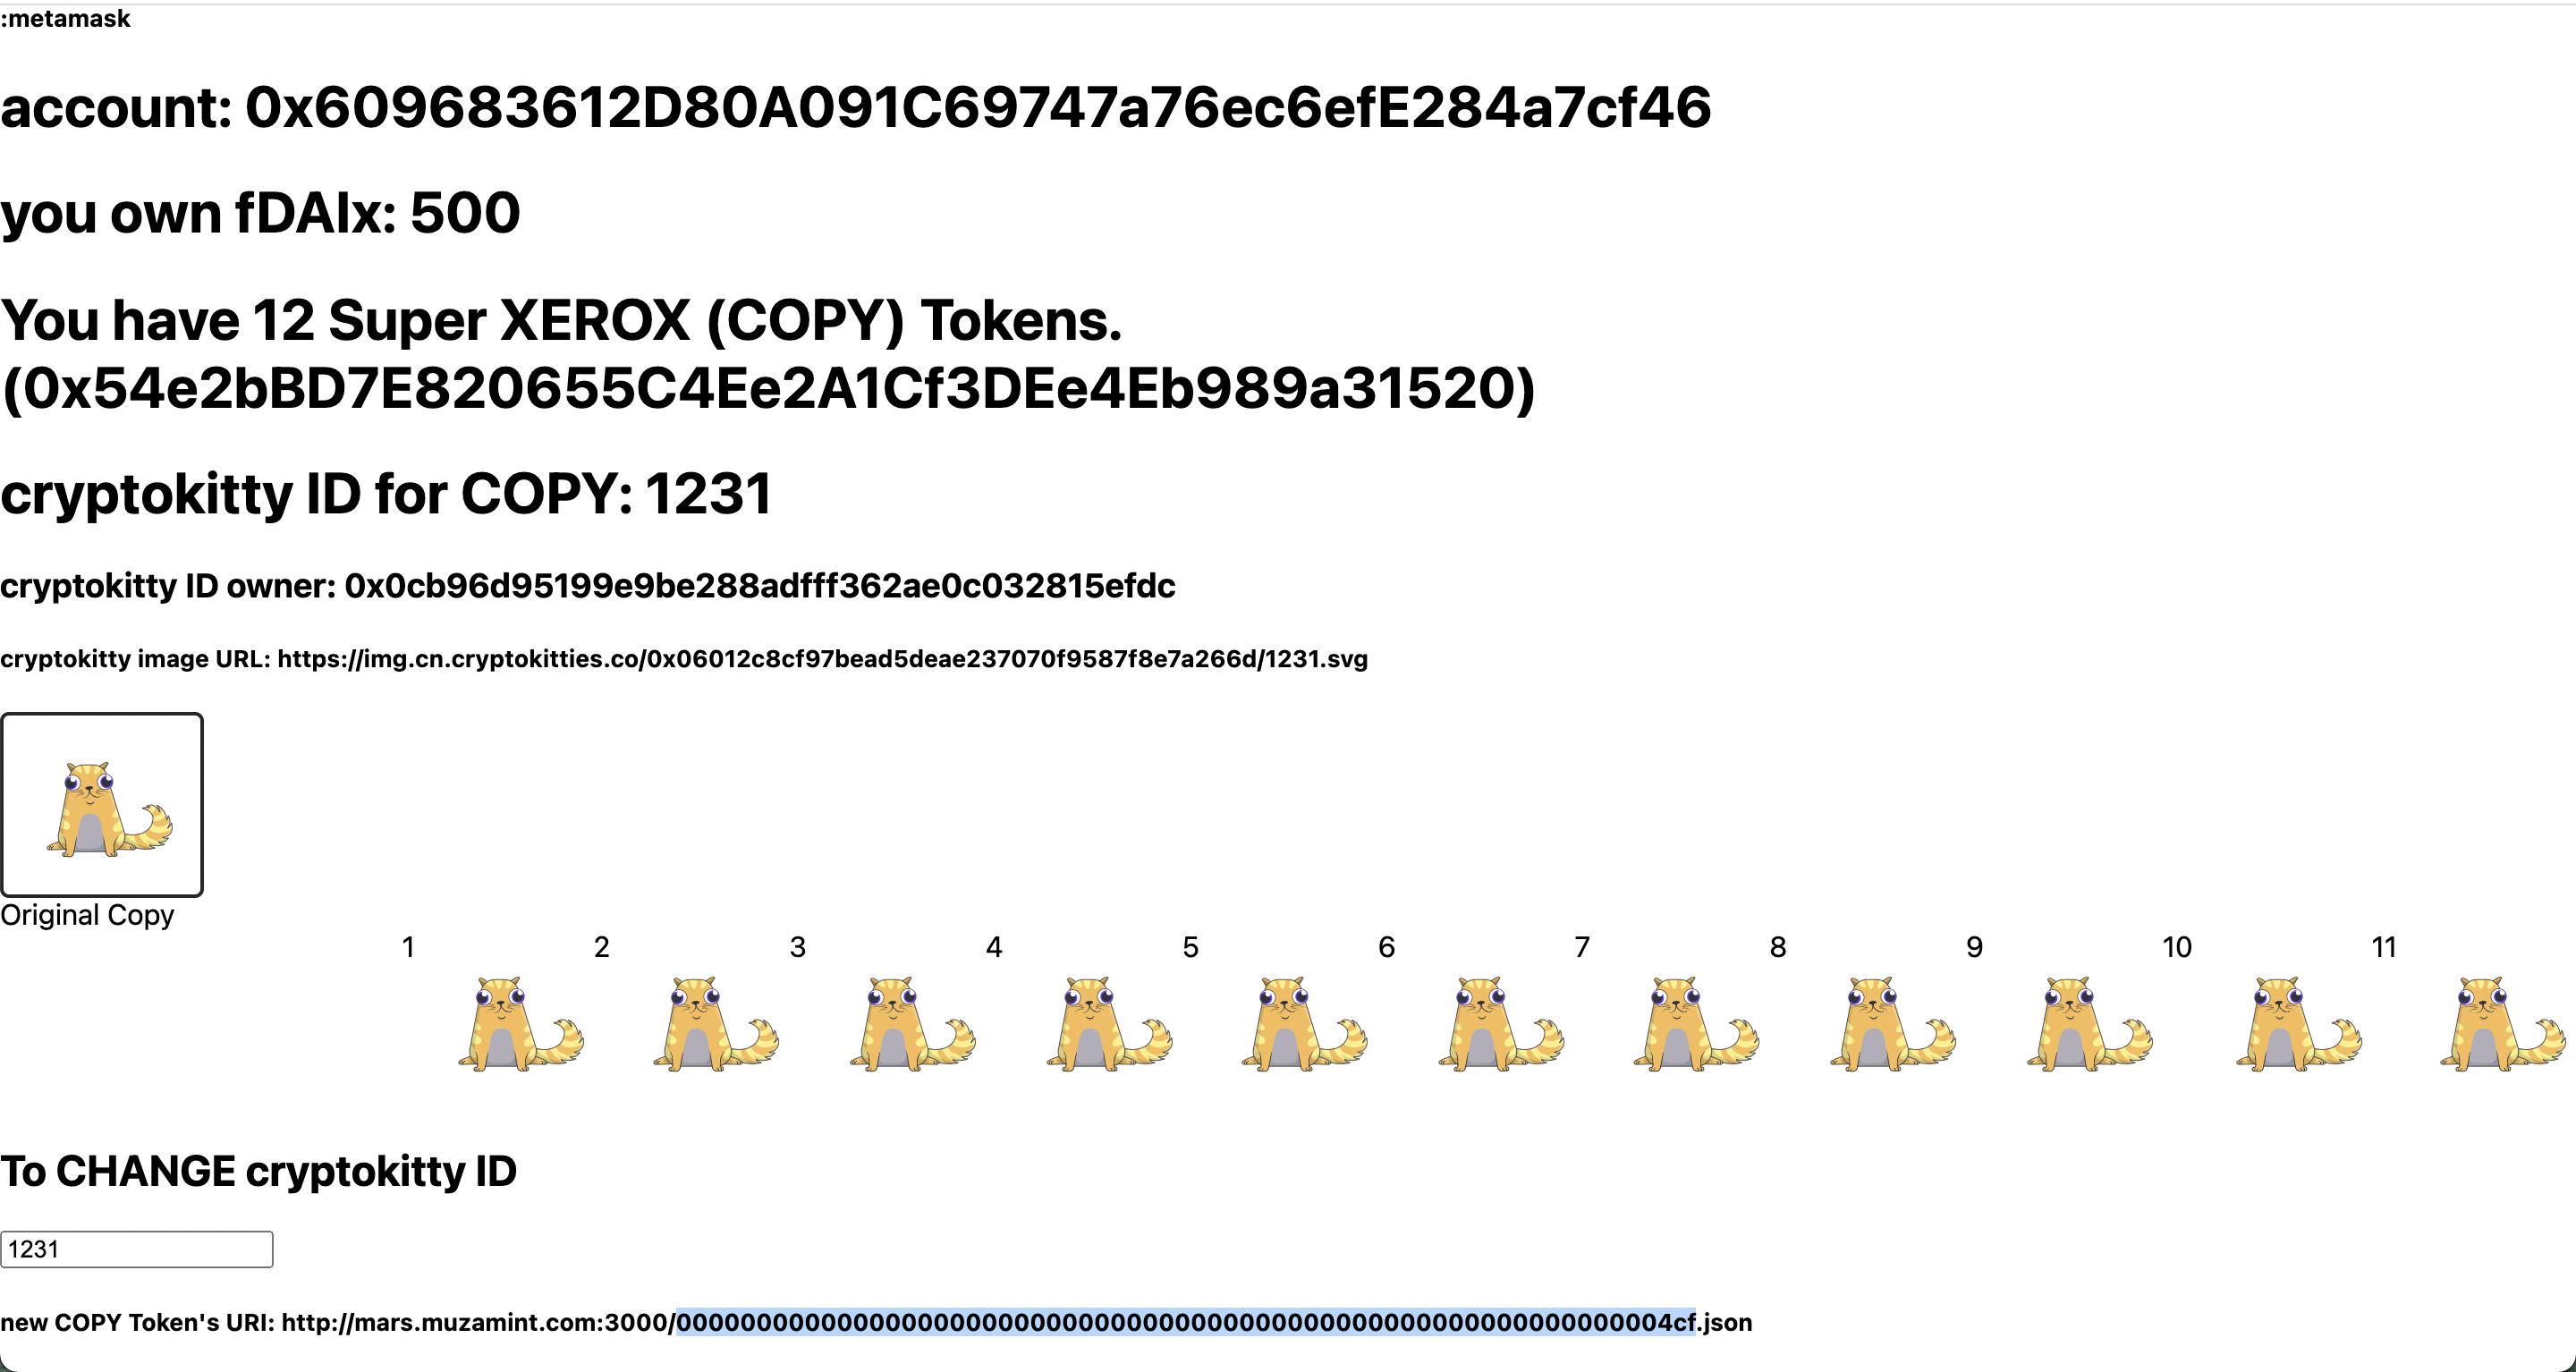 :metamask
account: 0x609683612D80A091C69747a76ec6efE284a7cf46
you own fDAIx: 500
You have 12 Super XEROX (COPY) Tokens.
(0x54e2bBD7E820655C4Ee2A1Cf3DEe4Eb989a31520)
cryptokitty ID for COPY: 1231
cryptokitty ID owner: 0x0cb96d95199e9be288adfff362ae0c032815efdc
cryptokitty image URL: https://img.cn.cryptokitties.co/0x06012c8cf97bead5deae237070f9587f8e7a266d/1231.svg
Original Copy
1 2 3 4 5 6 7 8 9 10 11
To CHANGE cryptokitty ID
1231
new COPY Token's URI: http://mars.muzamint.com:3000/00000000000000000000000000000000000000000000000000000000000004cf.json